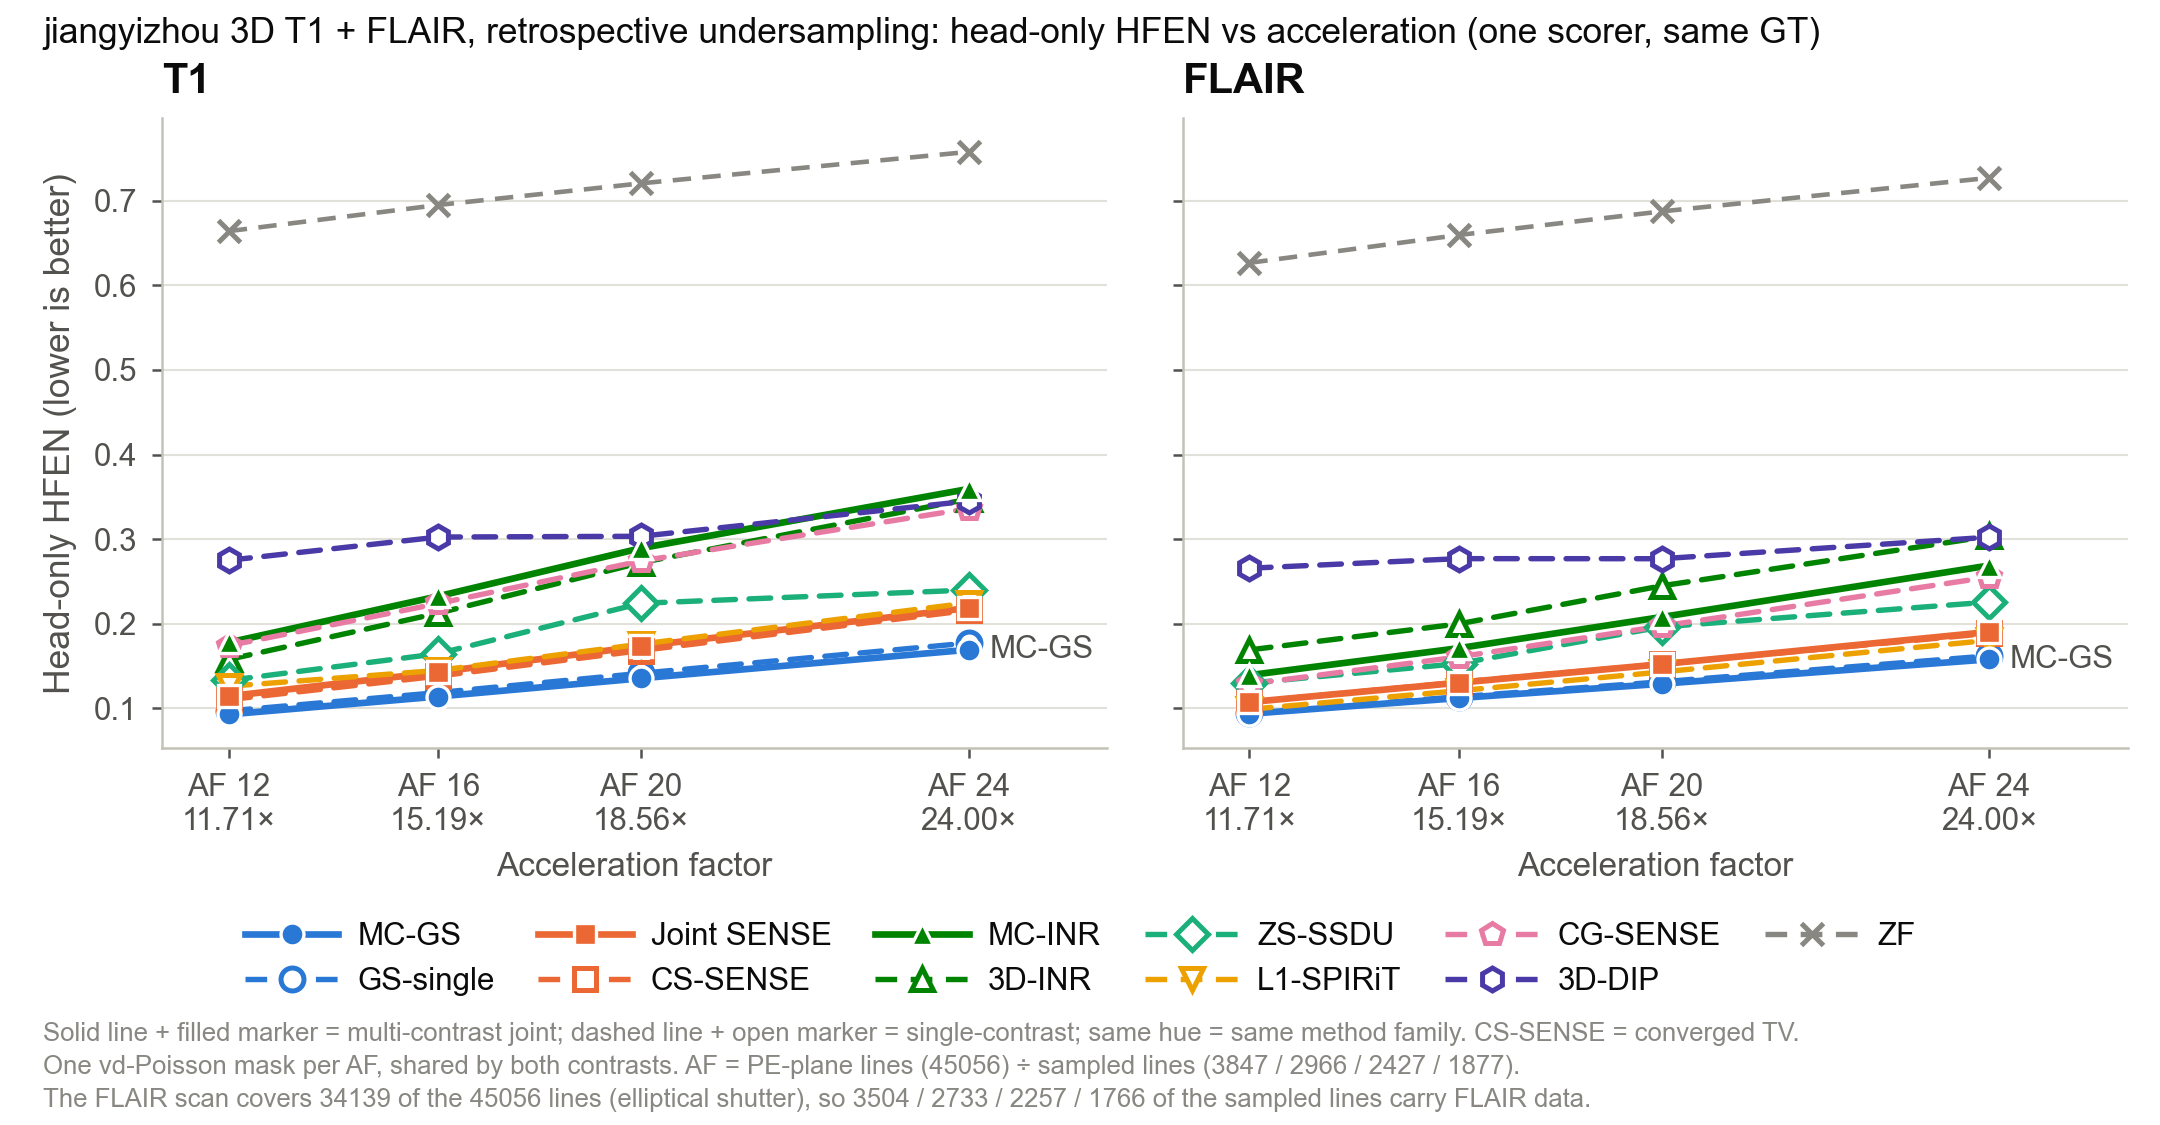 jiangyizhou 3D T1 + FLAIR, retrospective undersampling: head-only HFEN vs acceleration (one scorer, same GT)
T1
FLAIR
Head-only HFEN (lower is better)
0.7
0.6
0.5
0.4
0.3
0.2
0.1
MC-GS
MC-GS
AF 12
11.71×
AF 16
15.19×
AF 20
18.56×
AF 24
24.00×
Acceleration factor
AF 12
11.71×
AF 16
15.19×
AF 20
18.56×
AF 24
24.00×
Acceleration factor
MC-GS
Joint SENSE
MC-INR
ZS-SSDU
CG-SENSE
ZF
GS-single
CS-SENSE
3D-INR
L1-SPIRiT
3D-DIP
Solid line + filled marker = multi-contrast joint; dashed line + open marker = single-contrast; same hue = same method family. CS-SENSE = converged TV.
One vd-Poisson mask per AF, shared by both contrasts. AF = PE-plane lines (45056) ÷ sampled lines (3847 / 2966 / 2427 / 1877).
The FLAIR scan covers 34139 of the 45056 lines (elliptical shutter), so 3504 / 2733 / 2257 / 1766 of the sampled lines carry FLAIR data.